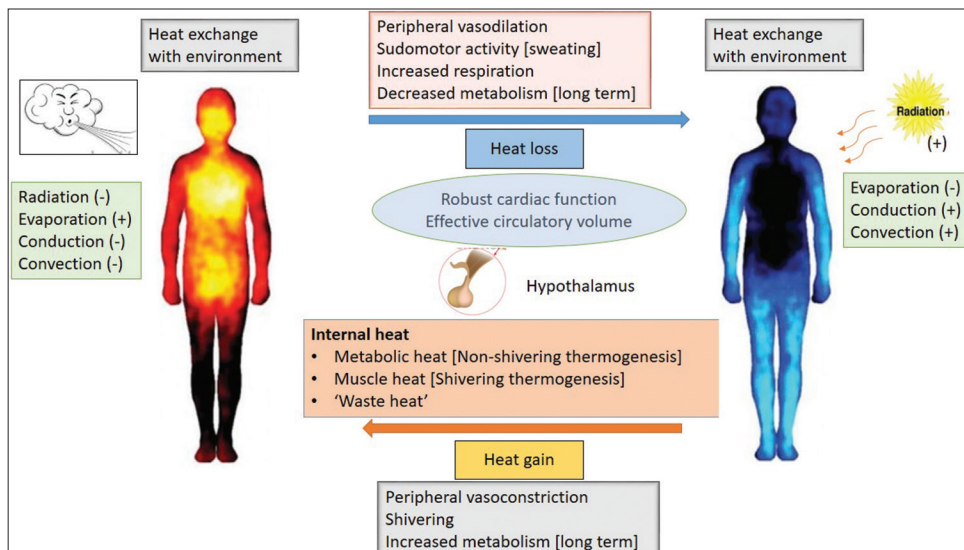 Heat exchange
with environment
Peripheral vasodilation
Sudomotor activity [sweating]
Increased respiration
Decreased metabolism [long term]
Heat exchange
with environment
Radiation
(+)
Heat loss
Radiation (-)
Evaporation (+)
Conduction (-)
Convection (-)
Robust cardiac function
Effective circulatory volume
Evaporation (-)
Conduction (+)
Convection (+)
Hypothalamus
Internal heat
• Metabolic heat [Non-shivering thermogenesis]
• Muscle heat [Shivering thermogenesis]
• ‘Waste heat’
Heat gain
Peripheral vasoconstriction
Shivering
Increased metabolism [long term]